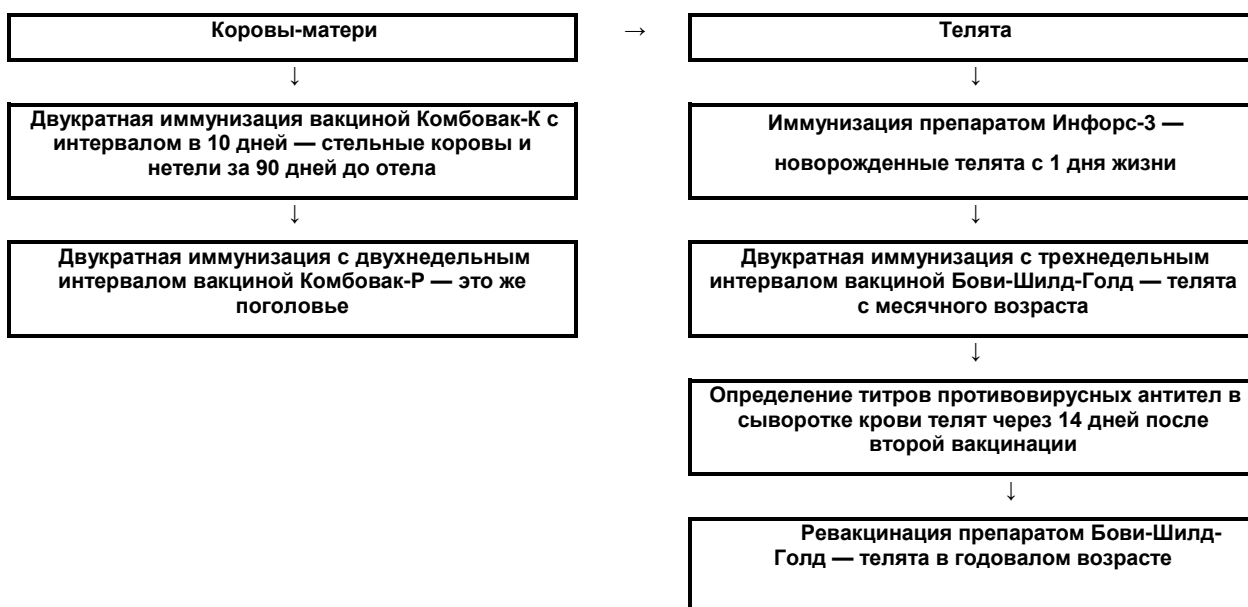 Коровы-матери
→
Телята
↓
↓
Двукратная иммунизация вакциной Комбовак-К с
интервалом в 10 дней — стельные коровы и
нетели за 90 дней до отела
Иммунизация препаратом Инфорс-3 —
новорожденные телята с 1 дня жизни
↓
↓
Двукратная иммунизация с двухнедельным
интервалом вакциной Комбовак-Р — это же
поголовье
Двукратная иммунизация с трехнедельным
интервалом вакциной Бови-Шилд-Голд — телята
с месячного возраста
↓
Определение титров противовирусных антител в
сыворотке крови телят через 14 дней после
второй вакцинации
↓
Ревакцинация препаратом Бови-Шилд-
Голд — телята в годовалом возрасте